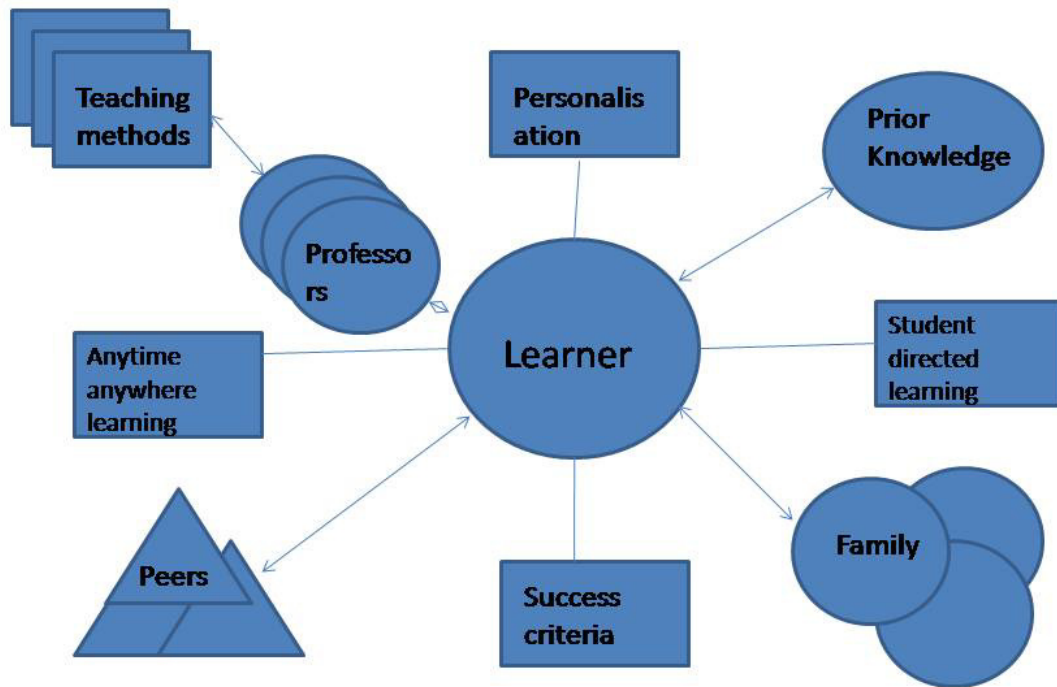 Teaching
methods
Personalis
ation
Prior
Knowledge
Professo
rs
Learner
Anytime
anywhere
learning
Student
directed
learning
Peers
Success
criteria
Family